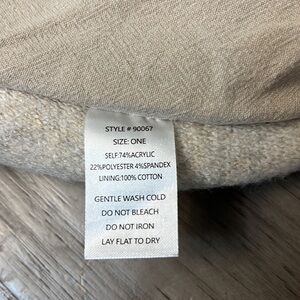 STYLE # 90067
SIZE: ONE
SELF:74%ACRYLIC
22%POLYESTER 4%SPANDEX
LINING:100% COTTON
GENTLE WASH COLD
DO NOT BLEACH
DO NOT IRON
LAY FLAT TO DRY